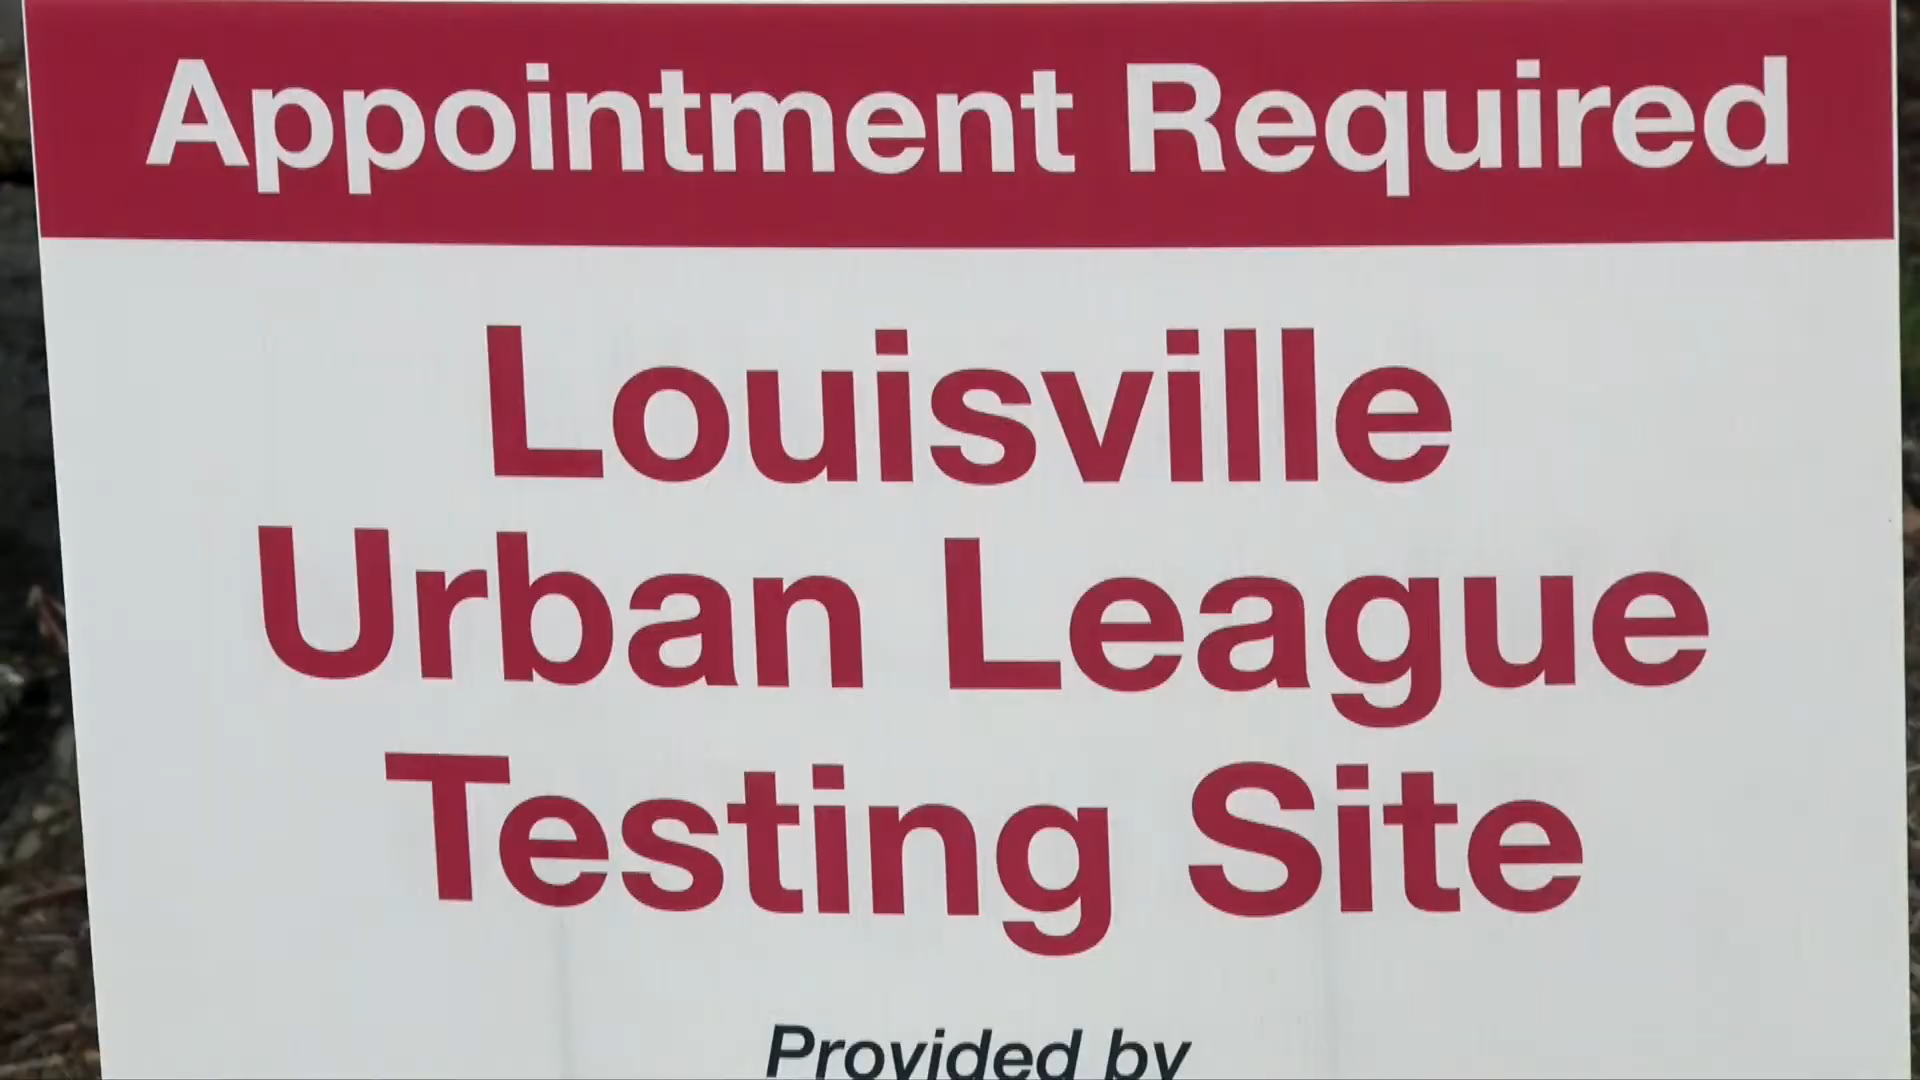 Appointment Required
Louisville
Urban League
Testing Site
Provided by